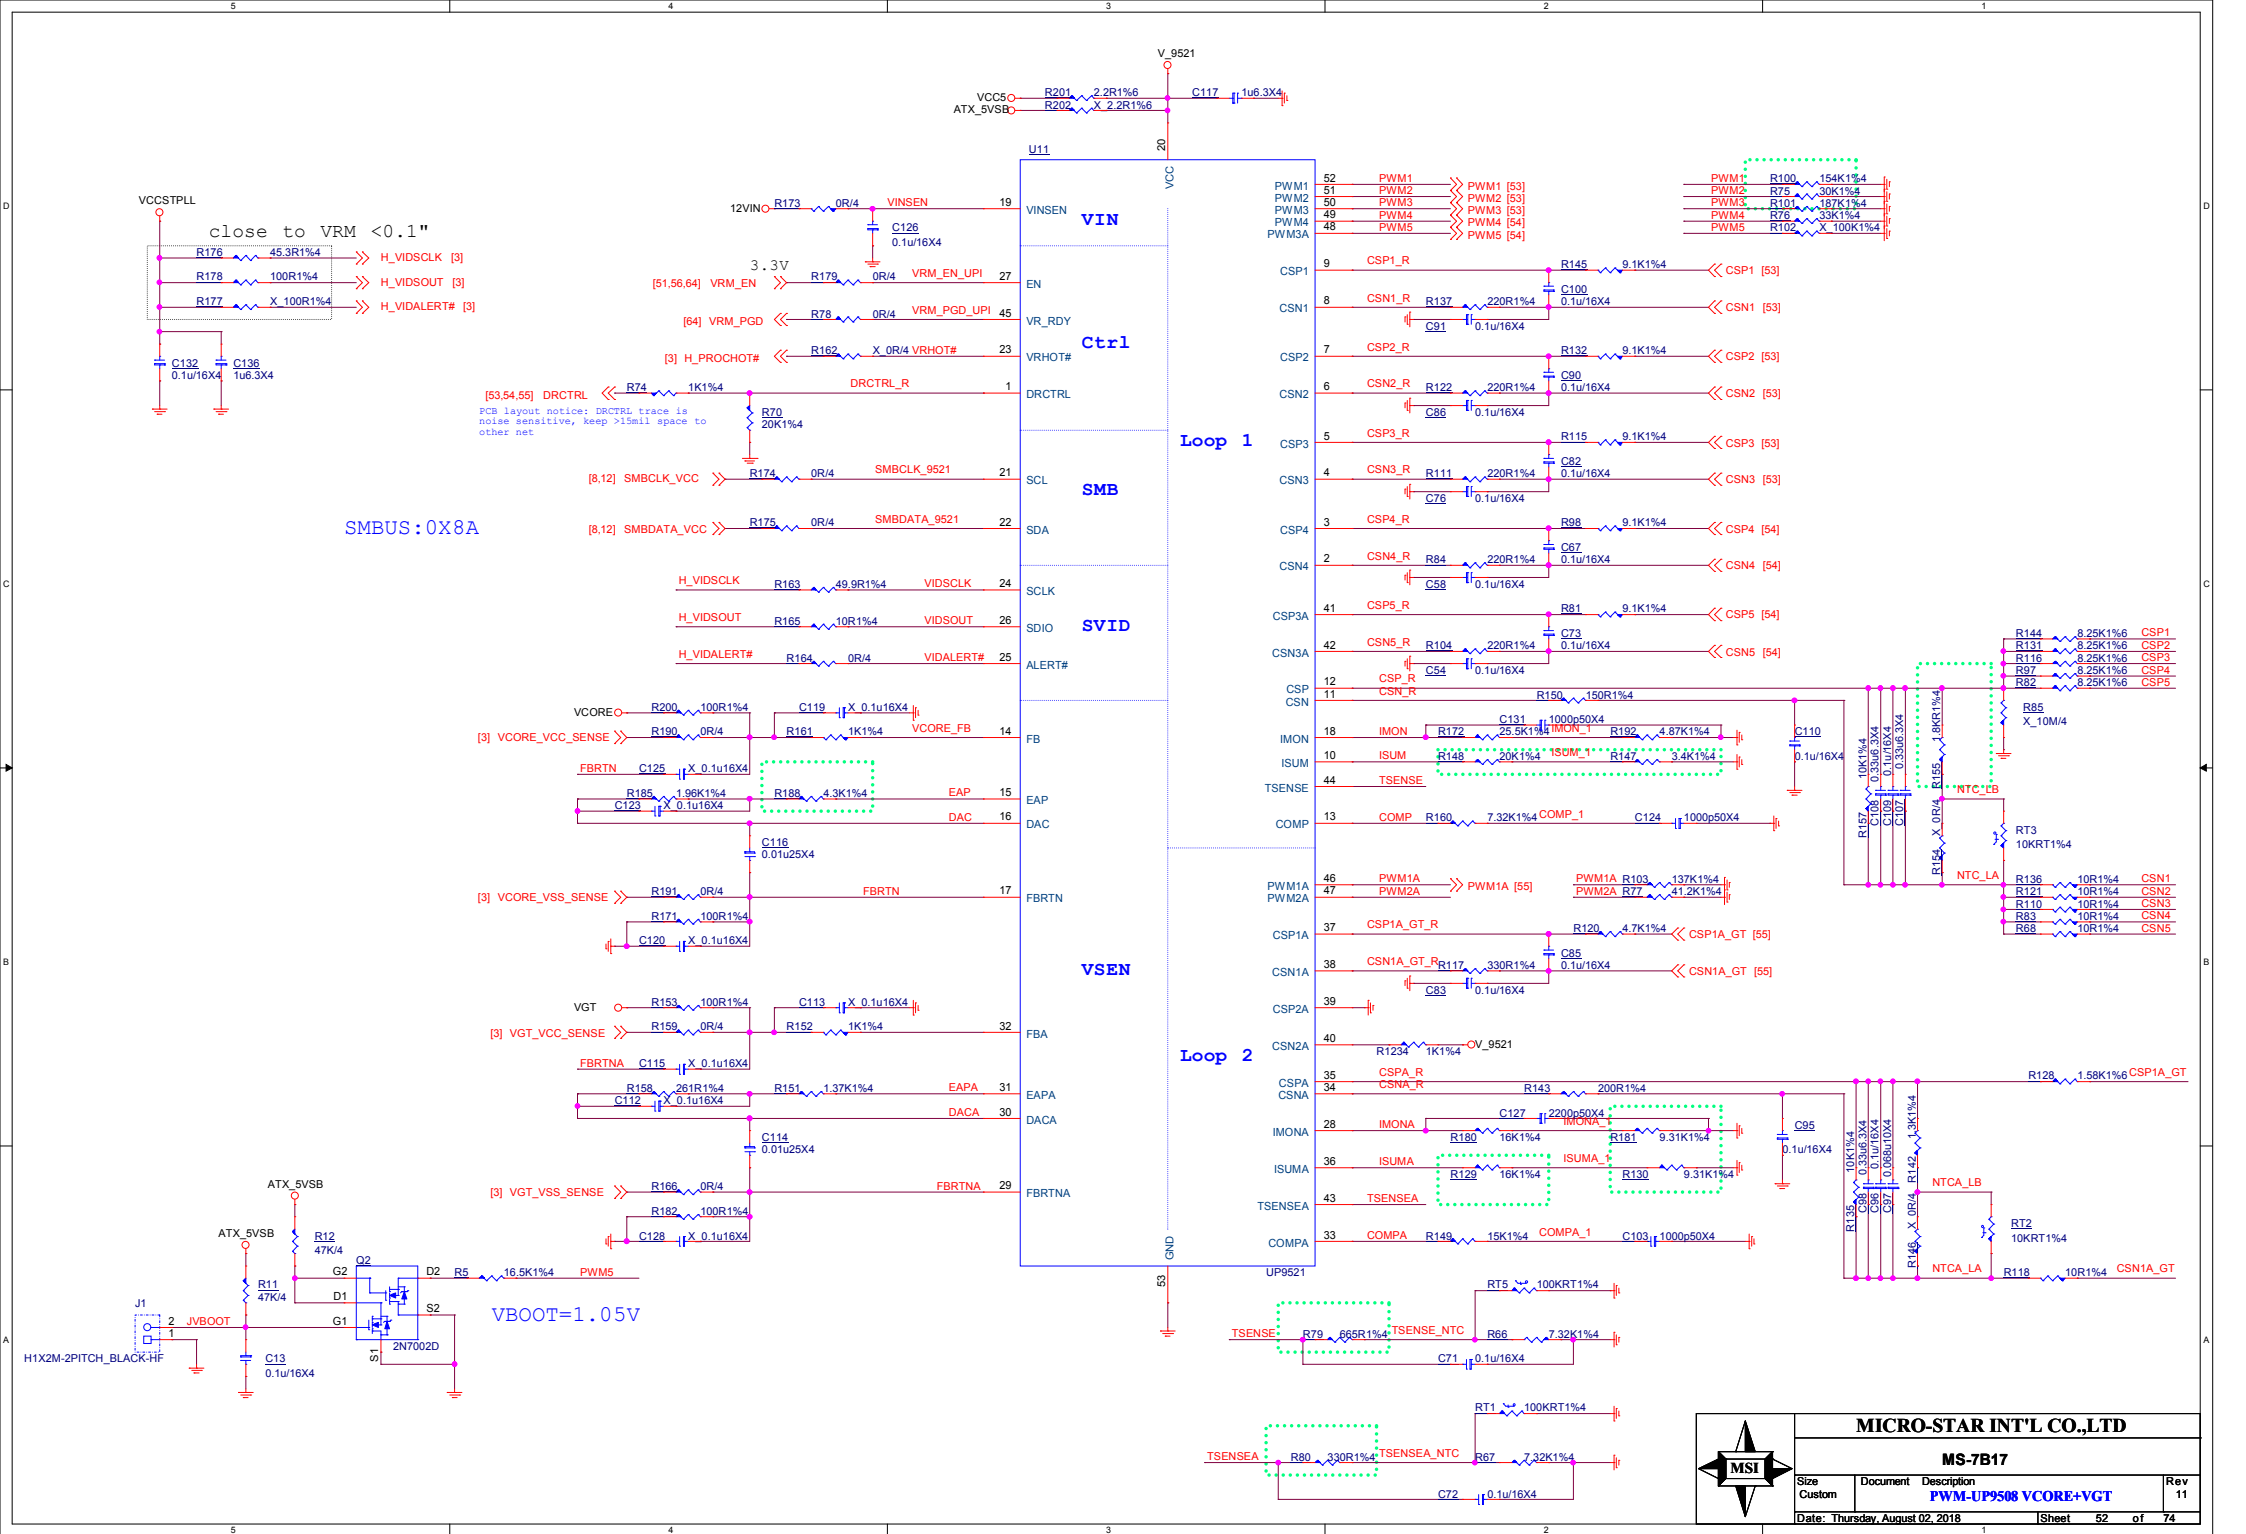 5 4 3 2 1
V_9521
VCC5 R201 2.2R1%6 C117 1u6.3X4
ATX_5VSB R202 X_2.2R1%6
20
U11
VCC
VCCSTPLL
close to VRM <0.1"
R176 45.3R1%4 H_VIDSCLK [3]
R178 100R1%4 H_VIDSOUT [3]
R177 X_100R1%4 H_VIDALERT# [3]
C132 0.1u/16X4
C136 1u6.3X4
12VIN R173 0R/4 VINSEN 19 VINSEN
VIN
C126
0.1u/16X4
3.3V
[51,56,64] VRM_EN R179 0R/4 VRM_EN_UPI 27 EN
[64] VRM_PGD R78 0R/4 VRM_PGD_UPI 45 VR_RDY
Ctrl
[3] H_PROCHOT# R162 X_0R/4 VRHOT# 23 VRHOT#
[53,54,55] DRCTRL R74 1K1%4 DRCTRL_R 1 DRCTRL
PCB layout notice: DRCTRL trace is
noise sensitive, keep >15mil space to
other net
R70
20K1%4
[8,12] SMBCLK_VCC R174 0R/4 SMBCLK_9521 21 SCL
SMB
SMBUS:0X8A
[8,12] SMBDATA_VCC R175 0R/4 SMBDATA_9521 22 SDA
H_VIDSCLK R163 49.9R1%4 VIDSCLK 24 SCLK
H_VIDSOUT R165 10R1%4 VIDSOUT 26 SDIO
SVID
H_VIDALERT# R164 0R/4 VIDALERT# 25 ALERT#
VCORE R200 100R1%4 C119 X_0.1u16X4
[3] VCORE_VCC_SENSE R190 0R/4 R161 1K1%4 VCORE_FB 14 FB
FBRTN C125 X_0.1u16X4
R185 1.96K1%4 R188 4.3K1%4 EAP 15 EAP
C123 X_0.1u16X4
DAC 16 DAC
C116
0.01u25X4
[3] VCORE_VSS_SENSE R191 0R/4 FBRTN 17 FBRTN
R171 100R1%4
C120 X_0.1u16X4
VSEN
VGT R153 100R1%4 C113 X_0.1u16X4
[3] VGT_VCC_SENSE R159 0R/4 R152 1K1%4 32 FBA
FBRTNA C115 X_0.1u16X4
R158 261R1%4 R151 1.37K1%4 EAPA 31 EAPA
C112 X_0.1u16X4
DACA 30 DACA
C114
0.01u25X4
[3] VGT_VSS_SENSE R166 0R/4 FBRTNA 29 FBRTNA
R182 100R1%4
C128 X_0.1u16X4
GND
53
UP9521
Loop 1
Loop 2
PWM1 52 PWM1 PWM1 [53]
PWM2 51 PWM2 PWM2 [53]
PWM3 50 PWM3 PWM3 [53]
PWM4 49 PWM4 PWM4 [54]
PWM3A 48 PWM5 PWM5 [54]
PWM1 R100 154K1%4
PWM2 R75 30K1%4
PWM3 R101 187K1%4
PWM4 R76 33K1%4
PWM5 R102 X_100K1%4
CSP1 9 CSP1_R R145 9.1K1%4 CSP1 [53]
C100
0.1u/16X4
CSN1 8 CSN1_R R137 220R1%4 CSN1 [53]
C91 0.1u/16X4
CSP2 7 CSP2_R R132 9.1K1%4 CSP2 [53]
C90
0.1u/16X4
CSN2 6 CSN2_R R122 220R1%4 CSN2 [53]
C86 0.1u/16X4
CSP3 5 CSP3_R R115 9.1K1%4 CSP3 [53]
C82
0.1u/16X4
CSN3 4 CSN3_R R111 220R1%4 CSN3 [53]
C76 0.1u/16X4
CSP4 3 CSP4_R R98 9.1K1%4 CSP4 [54]
C67
0.1u/16X4
CSN4 2 CSN4_R R84 220R1%4 CSN4 [54]
C58 0.1u/16X4
CSP3A 41 CSP5_R R81 9.1K1%4 CSP5 [54]
C73
0.1u/16X4
CSN3A 42 CSN5_R R104 220R1%4 CSN5 [54]
C54 0.1u/16X4
CSP 12 CSP_R
CSN 11 CSN_R R150 150R1%4
C131 1000p50X4
IMON 18 IMON R172 25.5K1%4 IMON_1 R192 4.87K1%4
ISUM 10 ISUM R148 20K1%4 ISUM_1 R147 3.4K1%4
TSENSE 44 TSENSE
COMP 13 COMP R160 7.32K1%4 COMP_1 C124 1000p50X4
C110
0.1u/16X4
R157 10K1%4
C108 0.33u6.3X4
C109 0.1u/16X4
C107 0.33u6.3X4
R155 1.8KR1%4
R154 X_0R/4
NTC_LB
NTC_LA
RT3
10KRT1%4
R144 8.25K1%6 CSP1
R131 8.25K1%6 CSP2
R116 8.25K1%6 CSP3
R97 8.25K1%6 CSP4
R82 8.25K1%6 CSP5
R85
X_10M/4
R136 10R1%4 CSN1
R121 10R1%4 CSN2
R110 10R1%4 CSN3
R83 10R1%4 CSN4
R68 10R1%4 CSN5
PWM1A 46 PWM1A PWM1A [55] PWM1A R103 137K1%4
PWM2A 47 PWM2A PWM2A R77 41.2K1%4
CSP1A 37 CSP1A_GT_R R120 4.7K1%4 CSP1A_GT [55]
C85
0.1u/16X4
CSN1A 38 CSN1A_GT_R R117 330R1%4 CSN1A_GT [55]
C83 0.1u/16X4
CSP2A 39
CSN2A 40 R1234 1K1%4 V_9521
CSPA 35 CSPA_R
CSNA 34 CSNA_R R143 200R1%4
R128 1.58K1%6 CSP1A_GT
C127 2200p50X4
IMONA 28 IMONA R180 16K1%4 IMONA_1 R181 9.31K1%4
ISUMA 36 ISUMA R129 16K1%4 ISUMA_1 R130 9.31K1%4
TSENSEA 43 TSENSEA
COMPA 33 COMPA R149 15K1%4 COMPA_1 C103 1000p50X4
C95
0.1u/16X4
R135 10K1%4
C98 0.33u6.3X4
C96 0.1u/16X4
C97 0.068u10X4
R142 1.3K1%4
R146 X_0R/4
NTCA_LB
NTCA_LA
RT2
10KRT1%4
R118 10R1%4 CSN1A_GT
ATX_5VSB
R12
47K/4
ATX_5VSB
R11
47K/4
Q2
G2 D2 R5 16.5K1%4 PWM5
D1 S2
G1
S1
2N7002D
VBOOT=1.05V
J1
2 JVBOOT
1
H1X2M-2PITCH_BLACK-HF
C13
0.1u/16X4
RT5 100KRT1%4
TSENSE R79 665R1%4 TSENSE_NTC R66 7.32K1%4
C71 0.1u/16X4
RT1 100KRT1%4
TSENSEA R80 330R1%4 TSENSEA_NTC R67 7.32K1%4
C72 0.1u/16X4
MSI
MICRO-STAR INT'L CO.,LTD
MS-7B17
Size Document Description Rev
Custom PWM-UP9508 VCORE+VGT 11
Date: Thursday, August 02, 2018 Sheet 52 of 74
D D
C C
B B
A A
5 4 3 2 1